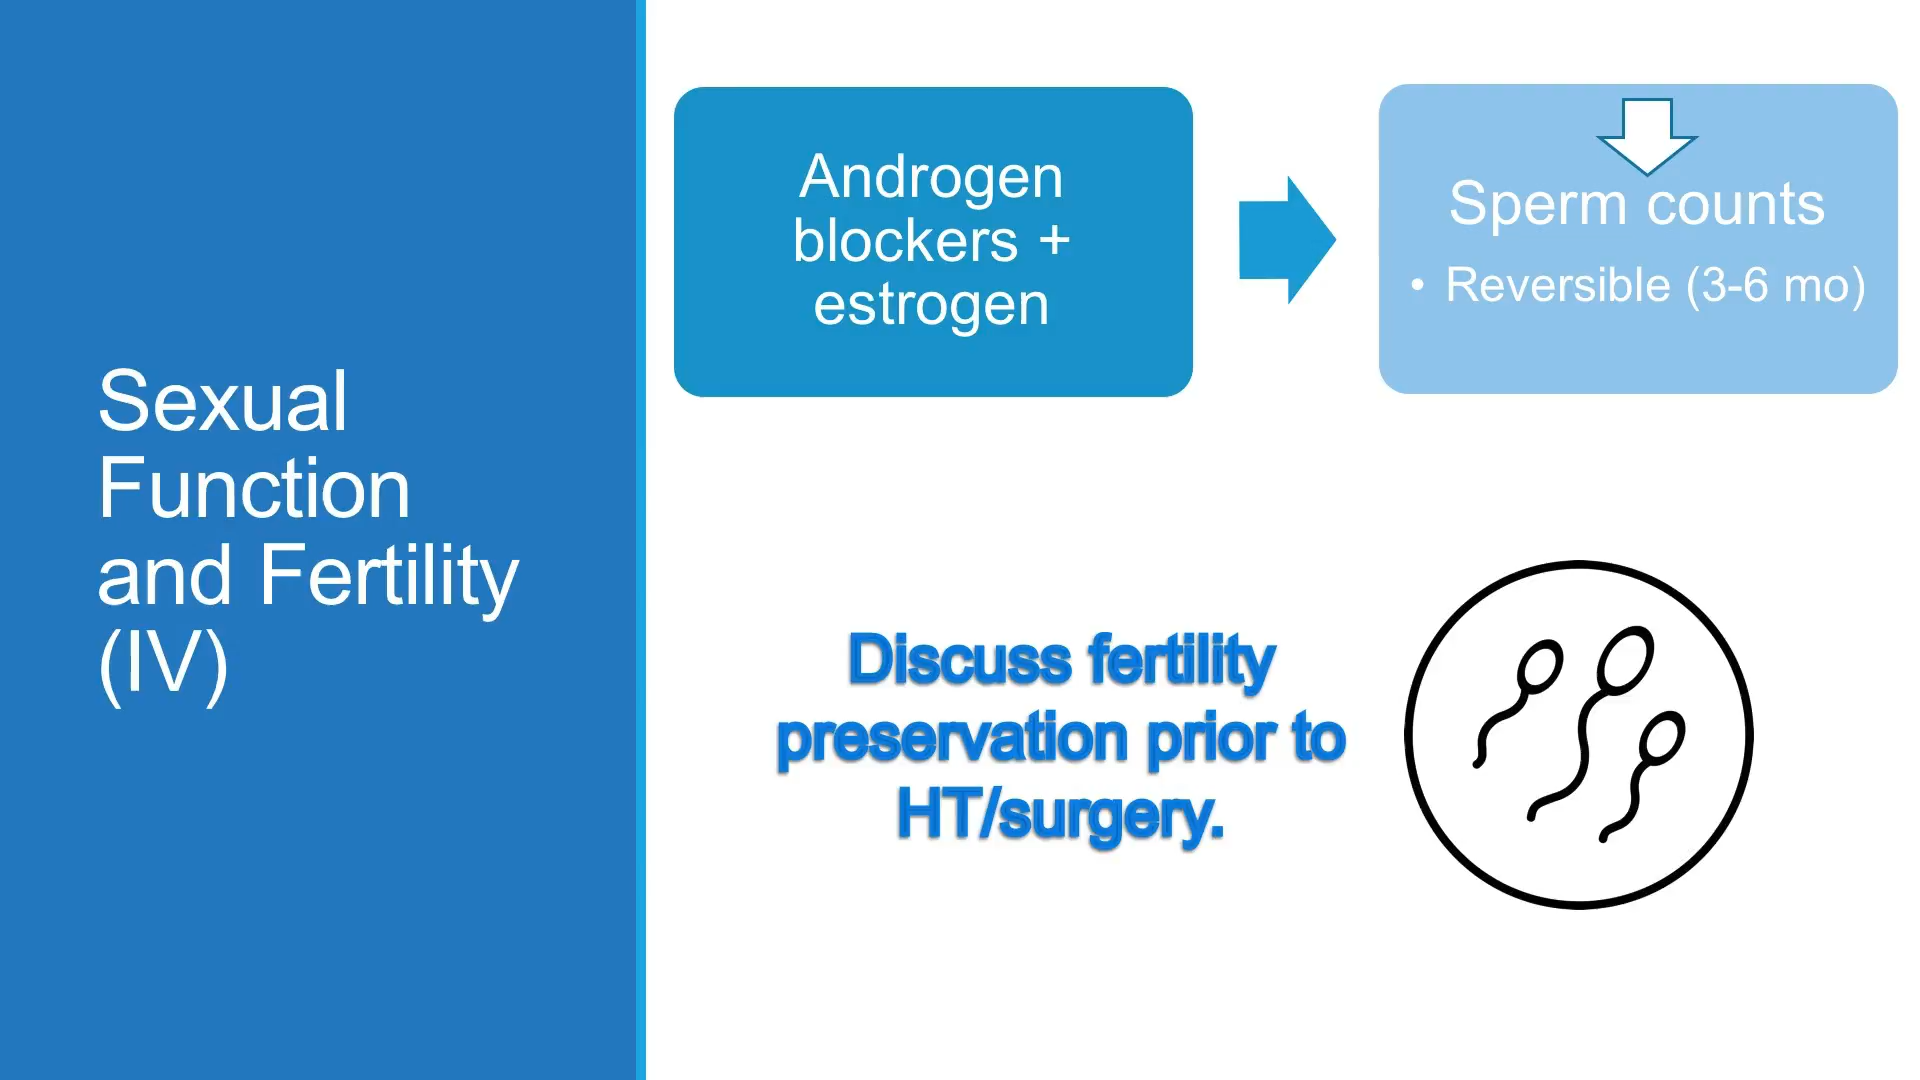 Sexual
Function
and Fertility
(IV)
Androgen
blockers +
estrogen
Sperm counts
• Reversible (3-6 mo)
Discuss fertility
preservation prior to
HT/surgery.